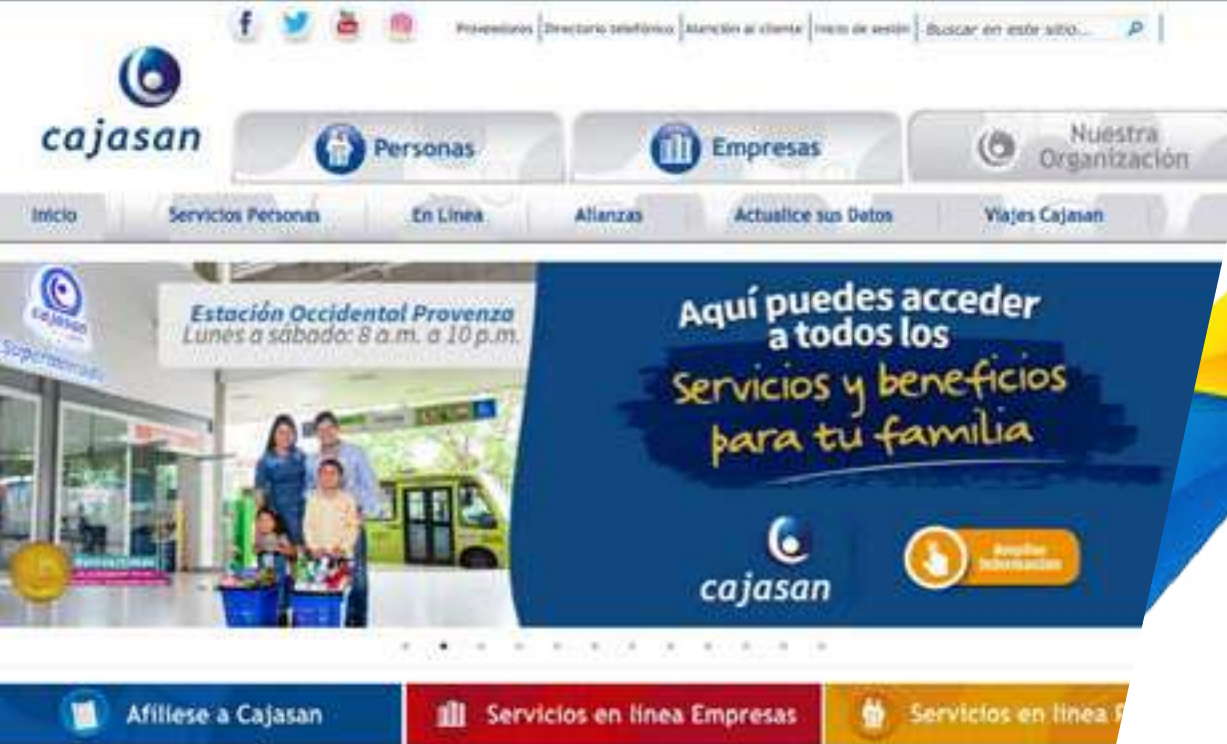 Proveedores
Directorio telefónico
Atención al cliente
Inicio de sesión
Buscar en este sitio...
cajasan
Personas
Empresas
Nuestra
Organización
Inicio
Servicios Personas
En Línea
Alianzas
Actualice sus Datos
Viajes Cajasan
cajasan
Supermercado
Estación Occidental Provenza
Lunes a sábado: 8 a.m. a 10 p.m.
Aquí puedes acceder
a todos los
Servicios y beneficios
para tu familia
cajasan
Ampliar
Información
Afíliese a Cajasan
Servicios en línea Empresas
Servicios en línea